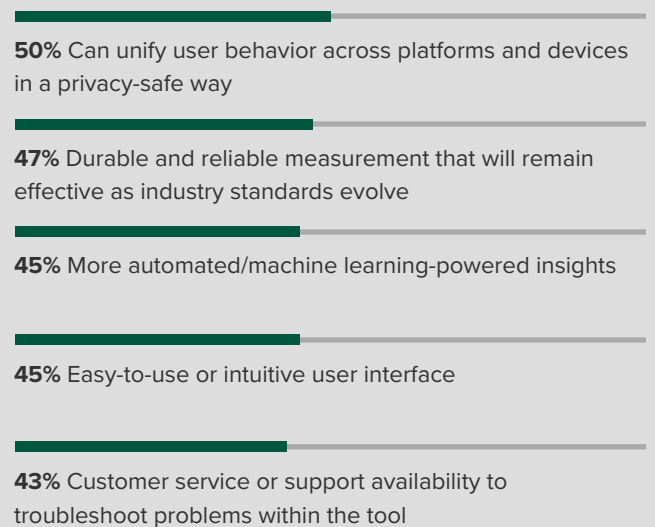 50% Can unify user behavior across platforms and devices
in a privacy-safe way
47% Durable and reliable measurement that will remain
effective as industry standards evolve
45% More automated/machine learning-powered insights
45% Easy-to-use or intuitive user interface
43% Customer service or support availability to
troubleshoot problems within the tool